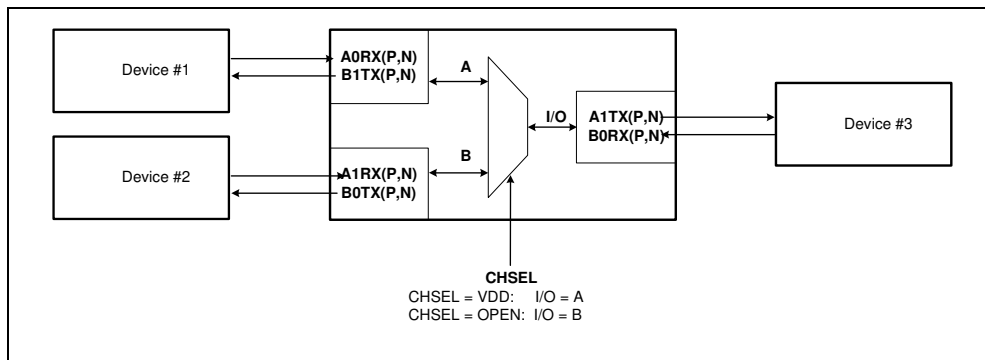 Device #1
A0RX(P,N)
B1TX(P,N)
A
Device #2
A1RX(P,N)
B0TX(P,N)
B
I/O
A1TX(P,N)
B0RX(P,N)
Device #3
CHSEL
CHSEL = VDD: I/O = A
CHSEL = OPEN: I/O = B